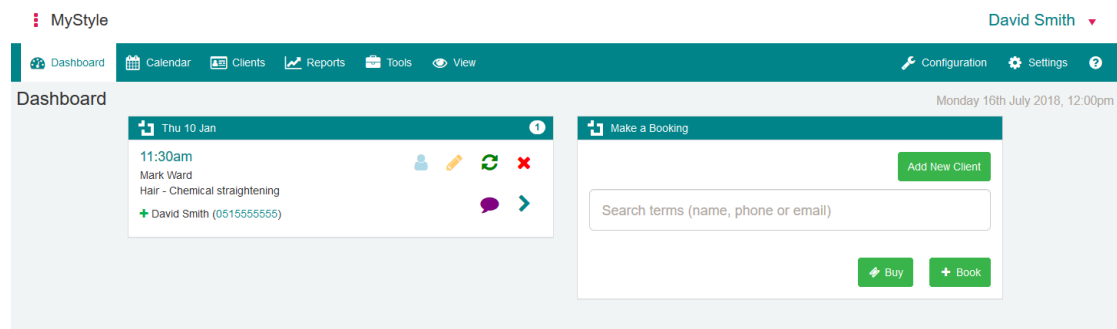 MyStyle
David Smith
Dashboard Calendar Clients Reports Tools View Configuration Settings ?
Dashboard
Monday 16th July 2018, 12:00pm
Thu 10 Jan 1
11:30am
Mark Ward
Hair - Chemical straightening
David Smith (0515555555)
Make a Booking
Add New Client
Search terms (name, phone or email)
Buy
Book